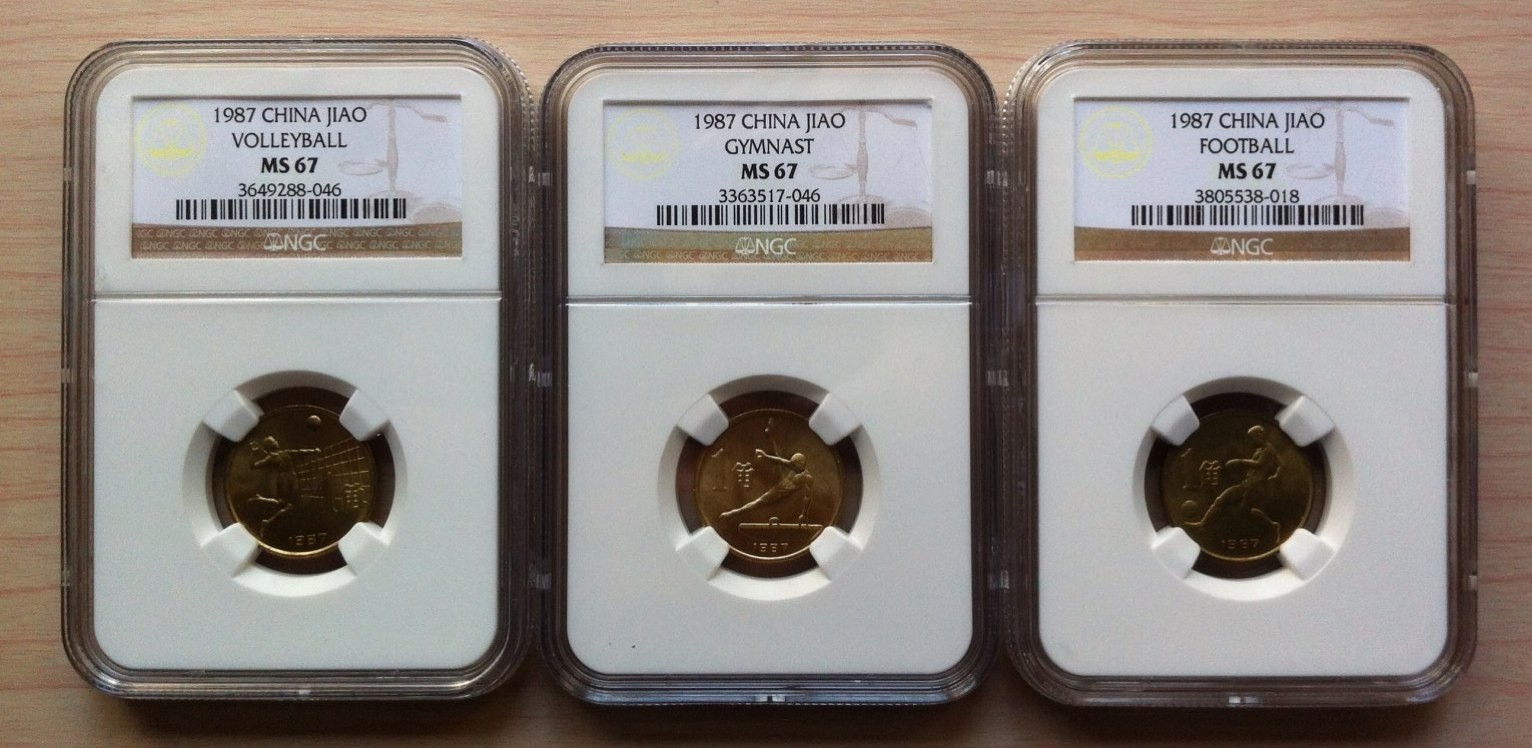 1987 CHINA JIAO
VOLLEYBALL
MS 67
3649288-046
NGC
角
1987
1987 CHINA JIAO
GYMNAST
MS 67
3363517-046
NGC
1角
1987
1987 CHINA JIAO
FOOTBALL
MS 67
3805538-018
NGC
1角
1987